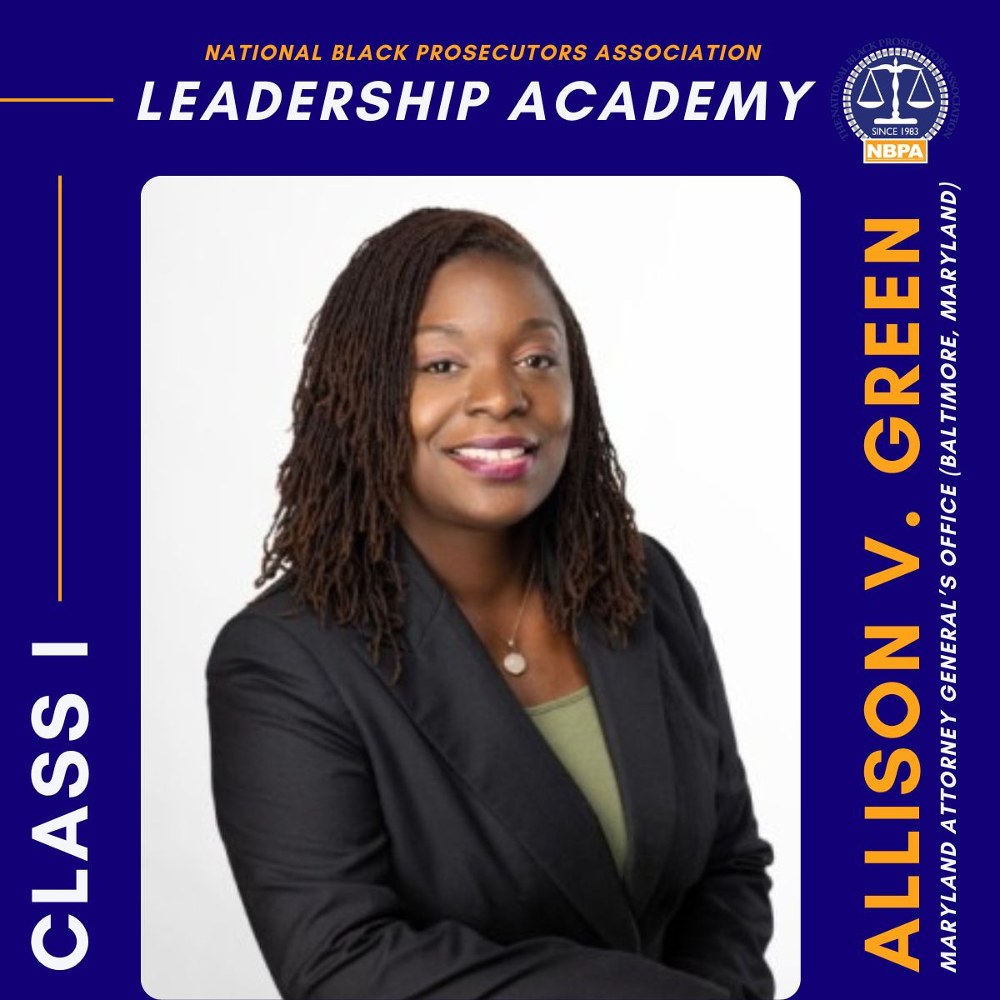 NATIONAL BLACK PROSECUTORS ASSOCIATION
LEADERSHIP ACADEMY
THE NATIONAL BLACK PROSECUTORS ASSOCIATION
SINCE 1983
NBPA
CLASS I
ALLISON V. GREEN
MARYLAND ATTORNEY GENERAL'S OFFICE (BALTIMORE, MARYLAND)